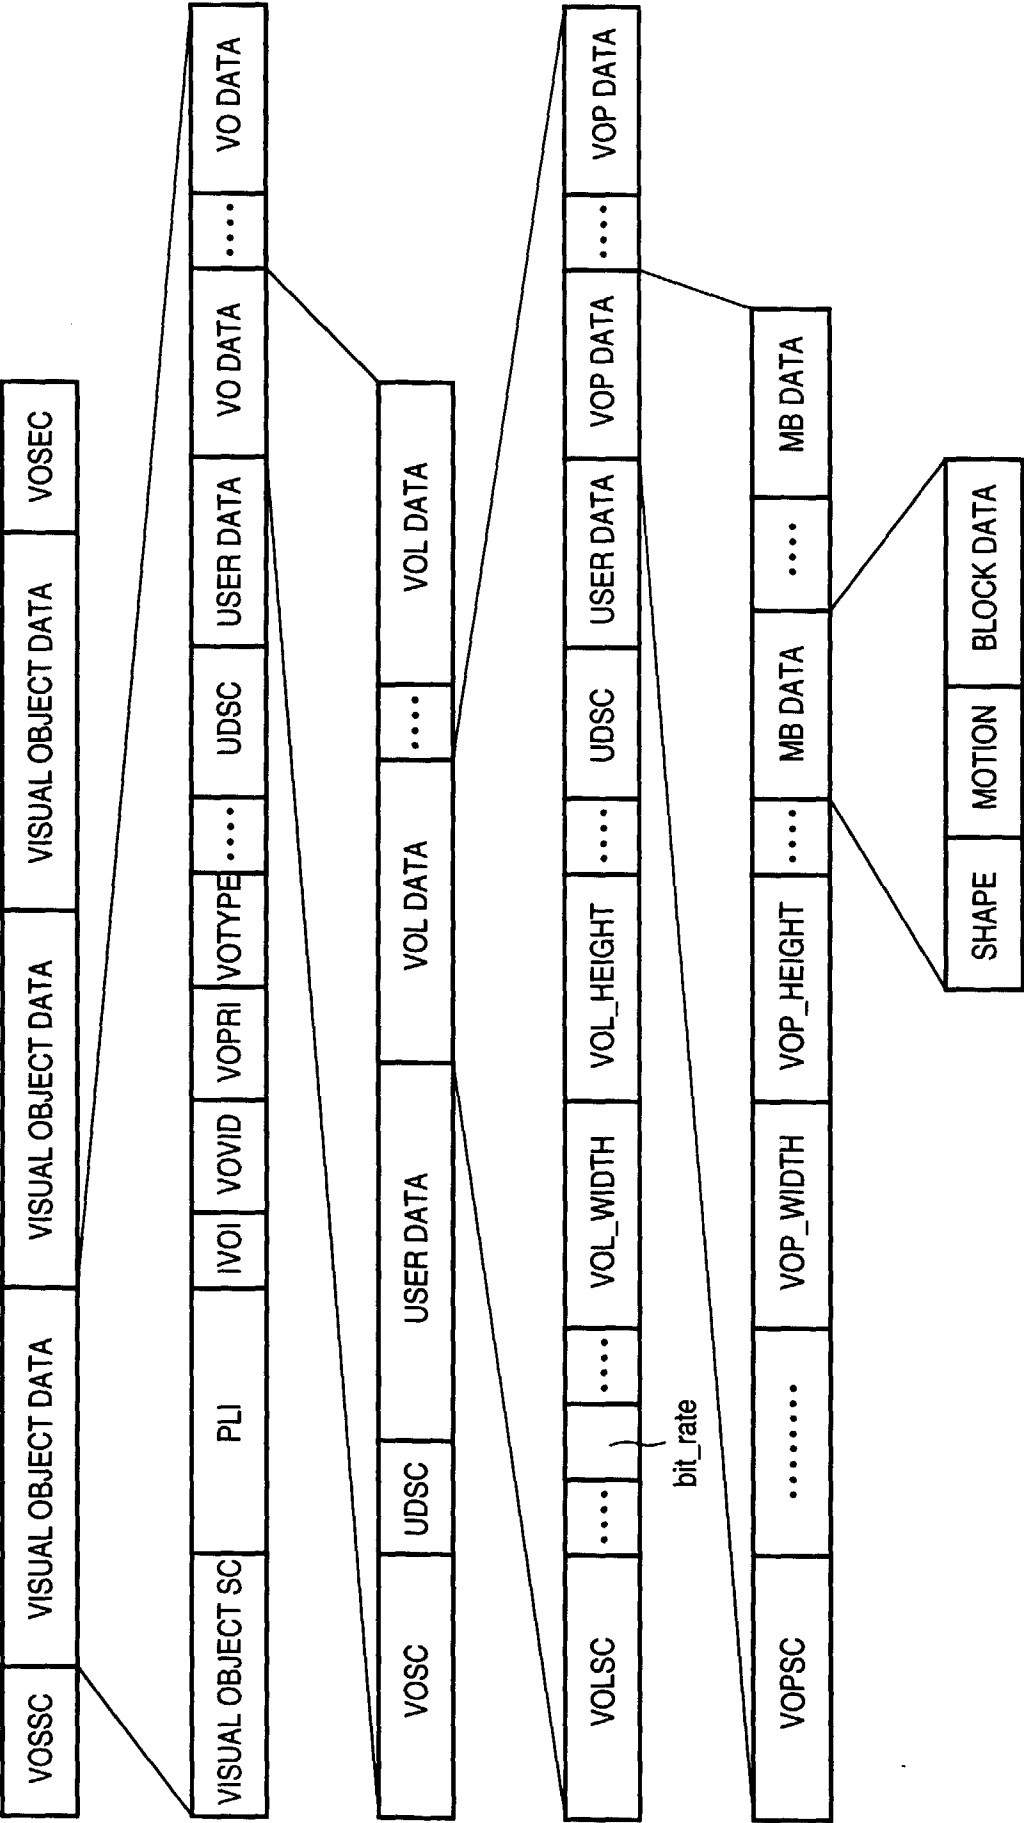 VOSSC VISUAL OBJECT DATA VISUAL OBJECT DATA VISUAL OBJECT DATA VOSEC
VISUAL OBJECT SC PLI IVOI VOVID VOPRI VOTYPE ···· UDSC USER DATA VO DATA ···· VO DATA
VOSC UDSC USER DATA VOL DATA ···· VOL DATA
VOLSC ···· ···· VOL_WIDTH VOL_HEIGHT ···· UDSC USER DATA VOP DATA ···· VOP DATA
bit_rate
VOPSC ········· VOP_WIDTH VOP_HEIGHT ···· MB DATA ···· MB DATA
SHAPE MOTION BLOCK DATA